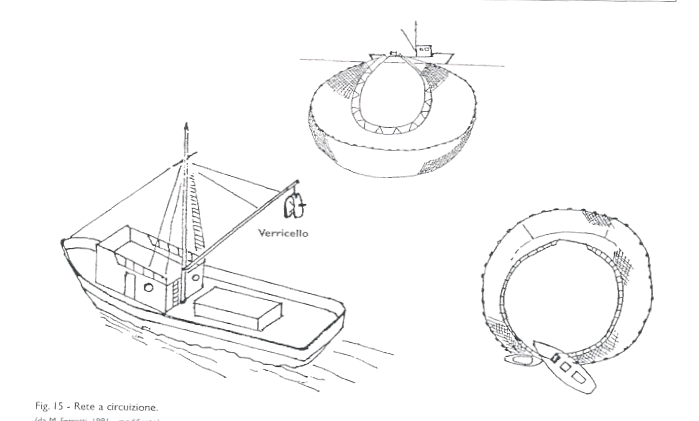 Verricello
Fig. 15 - Rete a circuizione.